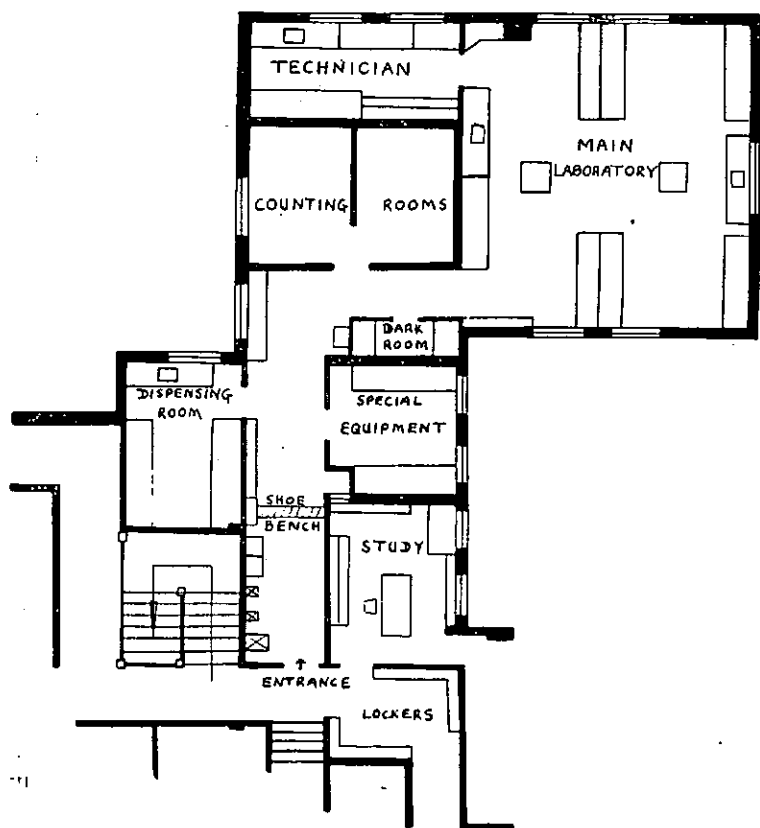 TECHNICIAN
MAIN
LABORATORY
COUNTING ROOMS
DARK
ROOM
DISPENSING
ROOM
SPECIAL
EQUIPMENT
SHOE
BENCH
STUDY
ENTRANCE
LOCKERS